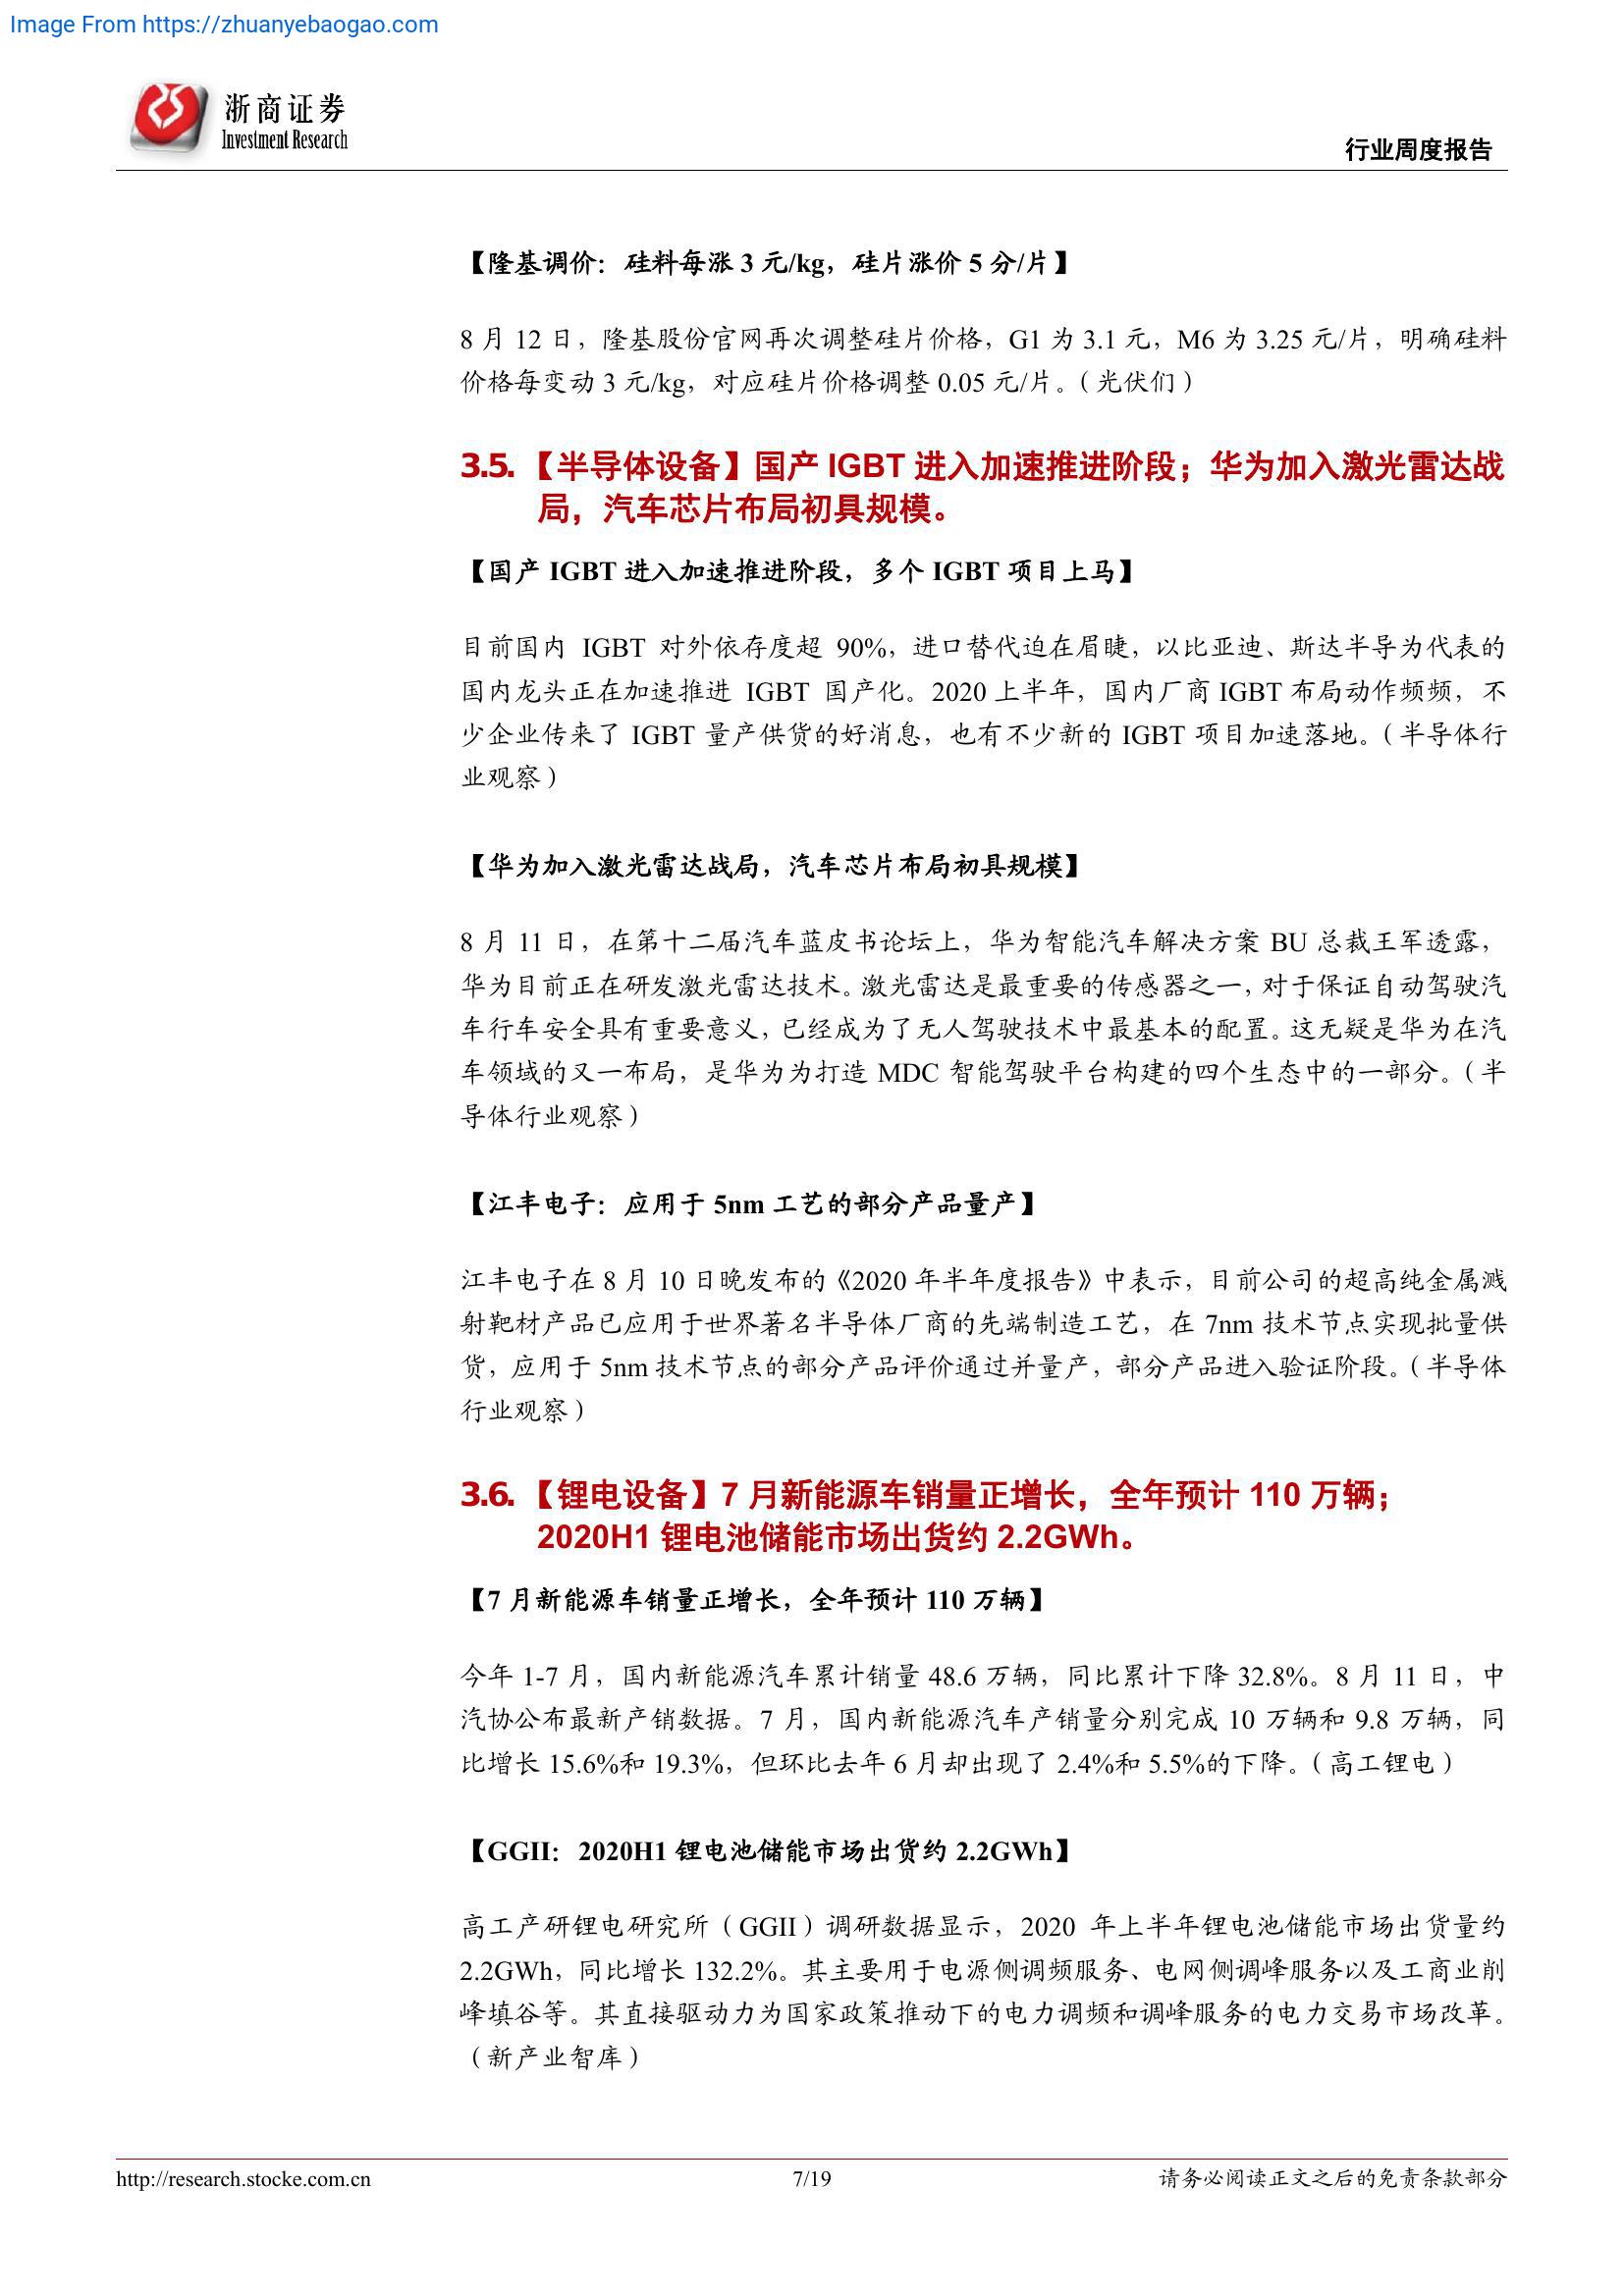 Image From https://zhuanyebaogao.com
浙商证券
Investment Research
行业周度报告
【隆基调价：硅料每涨 3 元/kg，硅片涨价 5 分/片】
8 月 12 日，隆基股份官网再次调整硅片价格，G1 为 3.1 元，M6 为 3.25 元/片，明确硅料
价格每变动 3 元/kg，对应硅片价格调整 0.05 元/片。（光伏们）
3.5. 【半导体设备】国产 IGBT 进入加速推进阶段；华为加入激光雷达战
局，汽车芯片布局初具规模。
【国产 IGBT 进入加速推进阶段，多个 IGBT 项目上马】
目前国内 IGBT 对外依存度超 90%，进口替代迫在眉睫，以比亚迪、斯达半导为代表的
国内龙头正在加速推进 IGBT 国产化。2020 上半年，国内厂商 IGBT 布局动作频频，不
少企业传来了 IGBT 量产供货的好消息，也有不少新的 IGBT 项目加速落地。（半导体行
业观察）
【华为加入激光雷达战局，汽车芯片布局初具规模】
8 月 11 日，在第十二届汽车蓝皮书论坛上，华为智能汽车解决方案 BU 总裁王军透露，
华为目前正在研发激光雷达技术。激光雷达是最重要的传感器之一，对于保证自动驾驶汽
车行车安全具有重要意义，已经成为了无人驾驶技术中最基本的配置。这无疑是华为在汽
车领域的又一布局，是华为为打造 MDC 智能驾驶平台构建的四个生态中的一部分。（半
导体行业观察）
【江丰电子：应用于 5nm 工艺的部分产品量产】
江丰电子在 8 月 10 日晚发布的《2020 年半年度报告》中表示，目前公司的超高纯金属溅
射靶材产品已应用于世界著名半导体厂商的先端制造工艺，在 7nm 技术节点实现批量供
货，应用于 5nm 技术节点的部分产品评价通过并量产，部分产品进入验证阶段。（半导体
行业观察）
3.6. 【锂电设备】7 月新能源车销量正增长，全年预计 110 万辆；
2020H1 锂电池储能市场出货约 2.2GWh。
【7 月新能源车销量正增长，全年预计 110 万辆】
今年 1-7 月，国内新能源汽车累计销量 48.6 万辆，同比累计下降 32.8%。8 月 11 日，中
汽协公布最新产销数据。7 月，国内新能源汽车产销量分别完成 10 万辆和 9.8 万辆，同
比增长 15.6%和 19.3%，但环比去年 6 月却出现了 2.4%和 5.5%的下降。（高工锂电）
【GGII：2020H1 锂电池储能市场出货约 2.2GWh】
高工产研锂电研究所（GGII）调研数据显示，2020 年上半年锂电池储能市场出货量约
2.2GWh，同比增长 132.2%。其主要用于电源侧调频服务、电网侧调峰服务以及工商业削
峰填谷等。其直接驱动力为国家政策推动下的电力调频和调峰服务的电力交易市场改革。
（新产业智库）
http://research.stocke.com.cn
7/19
请务必阅读正文之后的免责条款部分